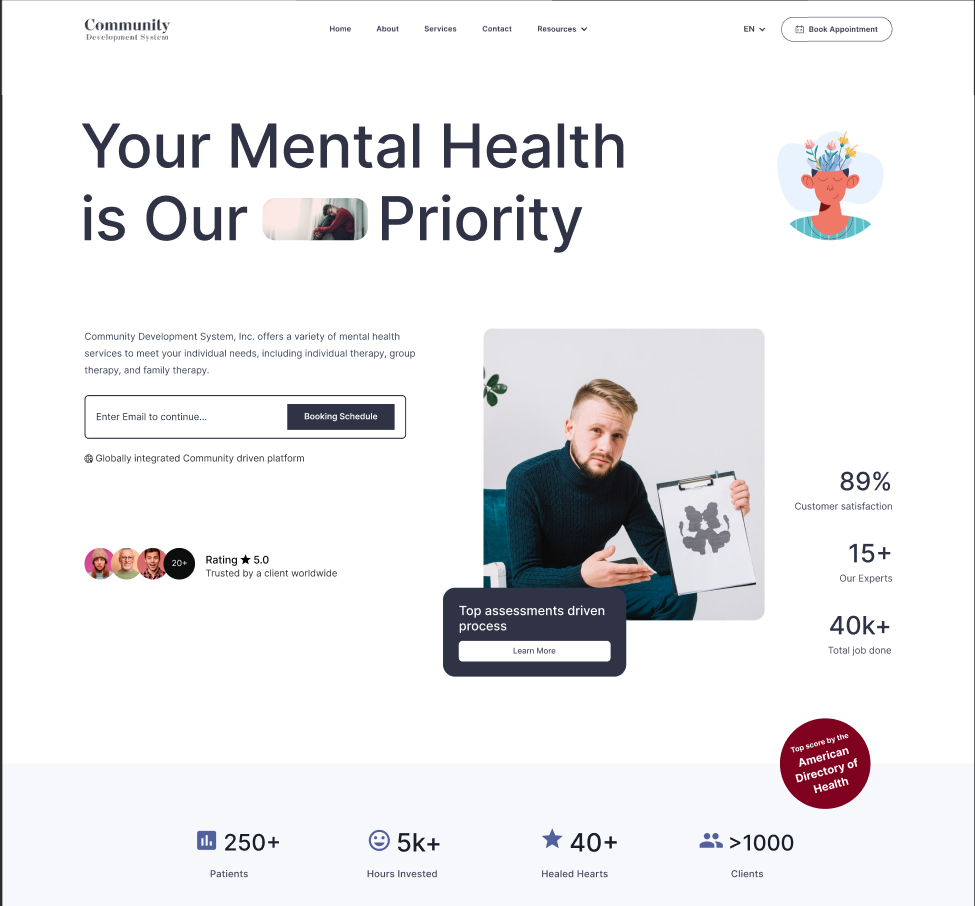 Community
Development System
Home
About
Services
Contact
Resources
EN
Book Appointment
Your Mental Health
is Our Priority
Community Development System, Inc. offers a variety of mental health
services to meet your individual needs, including individual therapy, group
therapy, and family therapy.
Enter Email to continue...
Booking Schedule
Globally integrated Community driven platform
20+
Rating ★ 5.0
Trusted by a client worldwide
Top assessments driven
process
Learn More
89%
Customer satisfaction
15+
Our Experts
40k+
Total job done
Top score by the
American
Directory of
Health
250+
Patients
5k+
Hours Invested
40+
Healed Hearts
>1000
Clients